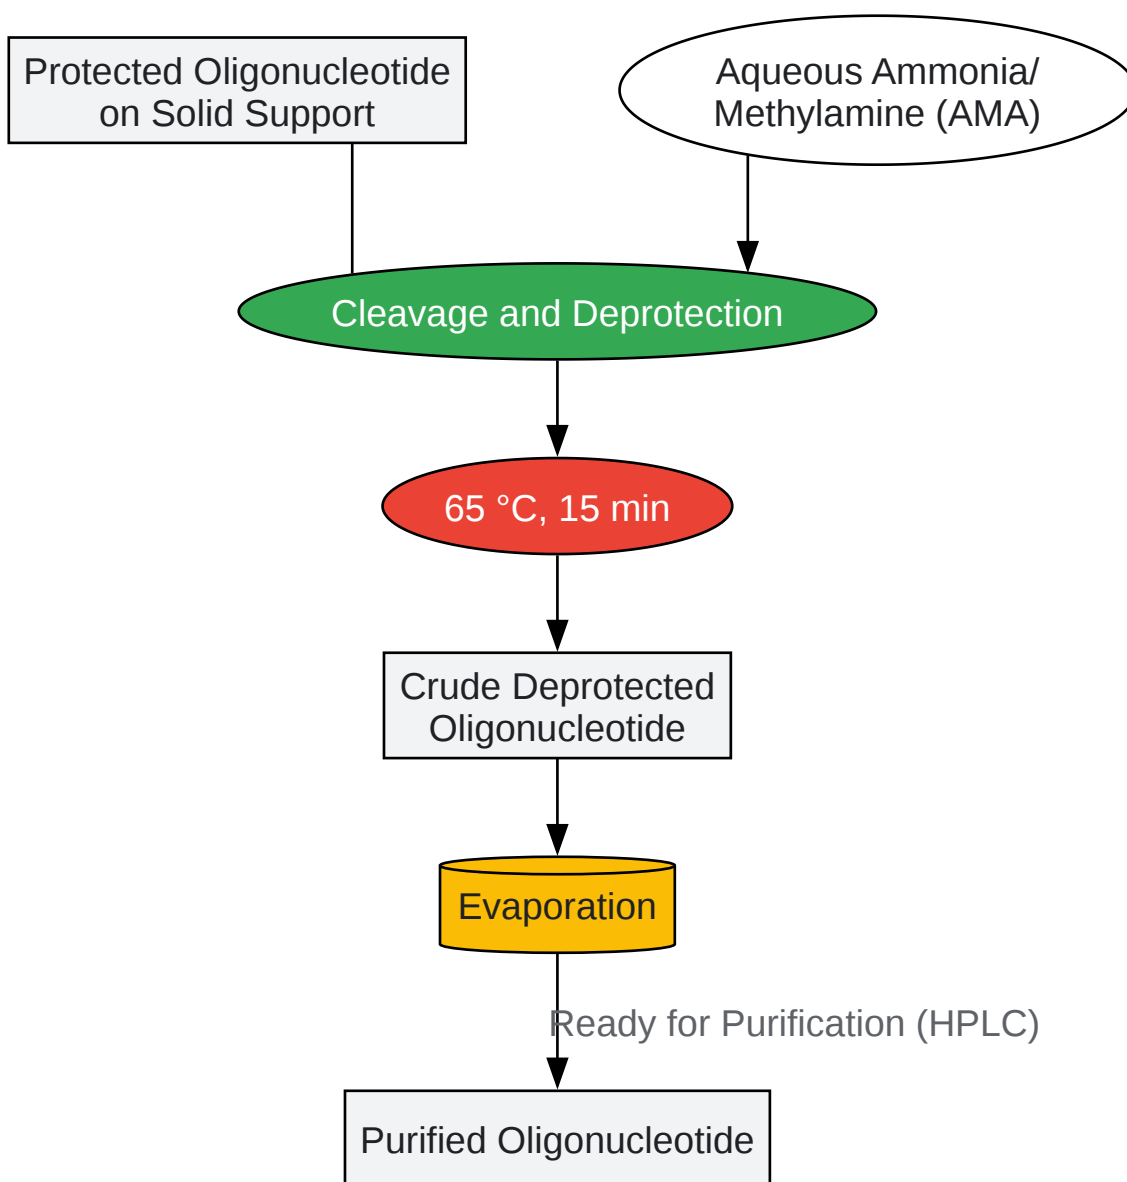 Protected Oligonucleotide
on Solid Support
Aqueous Ammonia/
Methylamine (AMA)
Cleavage and Deprotection
65 °C, 15 min
Crude Deprotected
Oligonucleotide
Evaporation
Ready for Purification (HPLC)
Purified Oligonucleotide